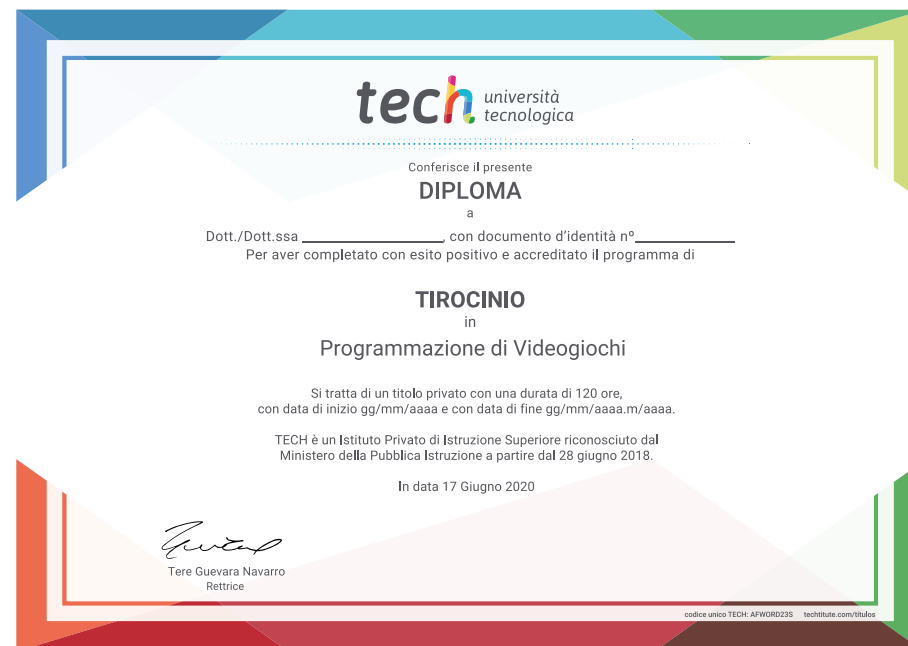 tech università
tecnologica
Conferisce il presente
DIPLOMA
a
Dott./Dott.ssa ____________________, con documento d'identità nº______________
Per aver completato con esito positivo e accreditato il programma di
TIROCINIO
in
Programmazione di Videogiochi
Si tratta di un titolo privato con una durata di 120 ore,
con data di inizio gg/mm/aaaa e con data di fine gg/mm/aaaa.m/aaaa.
TECH è un Istituto Privato di Istruzione Superiore riconosciuto dal
Ministero della Pubblica Istruzione a partire dal 28 giugno 2018.
In data 17 Giugno 2020
Tere Guevara Navarro
Rettrice
codice unico TECH: AFWORD23S techtitute.com/titulos